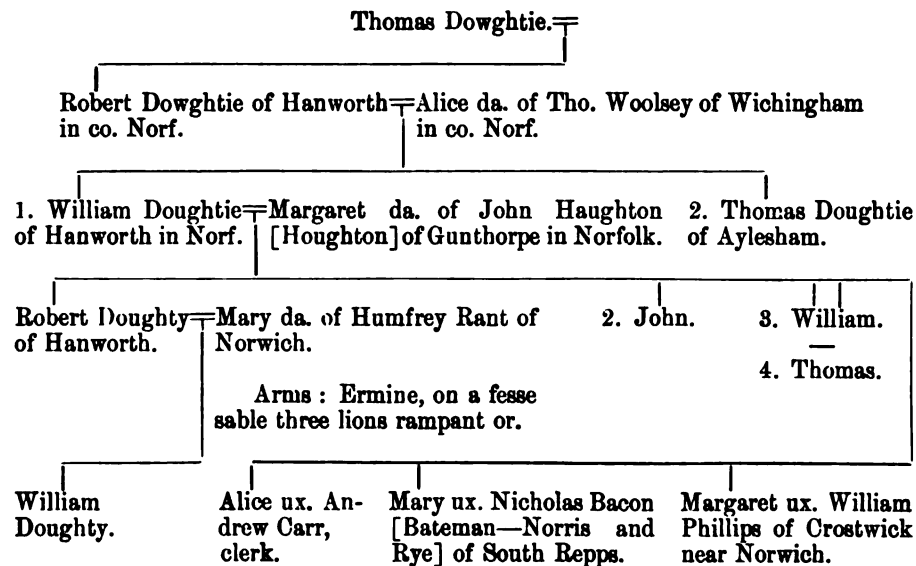 Thomas Dowghtie.
Robert Dowghtie of Hanworth
in co. Norf.
Alice da. of Tho. Woolsey of Wichingham
in co. Norf.
1. William Doughtie
of Hanworth in Norf.
Margaret da. of John Haughton
[Houghton] of Gunthorpe in Norfolk.
2. Thomas Doughtie
of Aylesham.
Robert Doughty
of Hanworth.
Mary da. of Humfrey Rant of
Norwich.
2. John.
3. William.
4. Thomas.
Arms : Ermine, on a fesse
sable three lions rampant or.
William
Doughty.
Alice ux. An-
drew Carr,
clerk.
Mary ux. Nicholas Bacon
[Bateman—Norris and
Rye] of South Repps.
Margaret ux. William
Phillips of Crostwick
near Norwich.